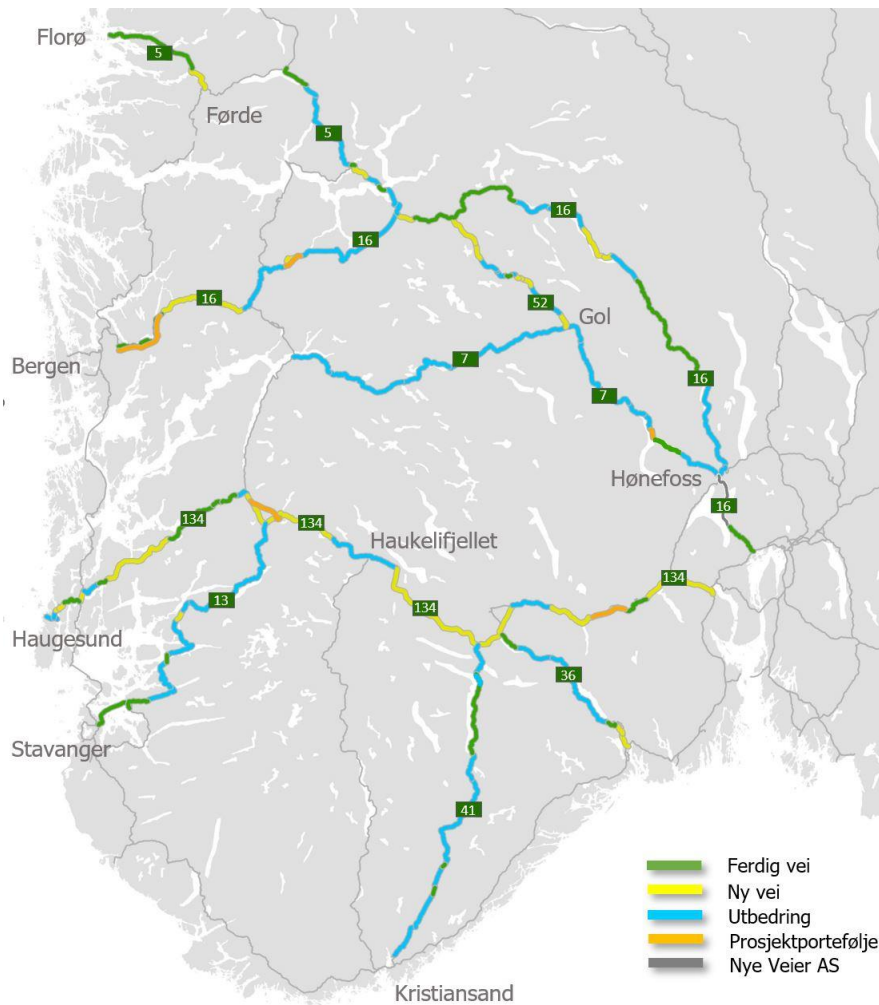 Florø
5
Førde
5
16
16
16
52
Gol
Bergen
7
16
7
Hønefoss
16
134
134
Haukelifjellet
134
13
134
Haugesund
36
Stavanger
41
Ferdig vei
Ny vei
Utbedring
Prosjektportefølje
Nye Veier AS
Kristiansand